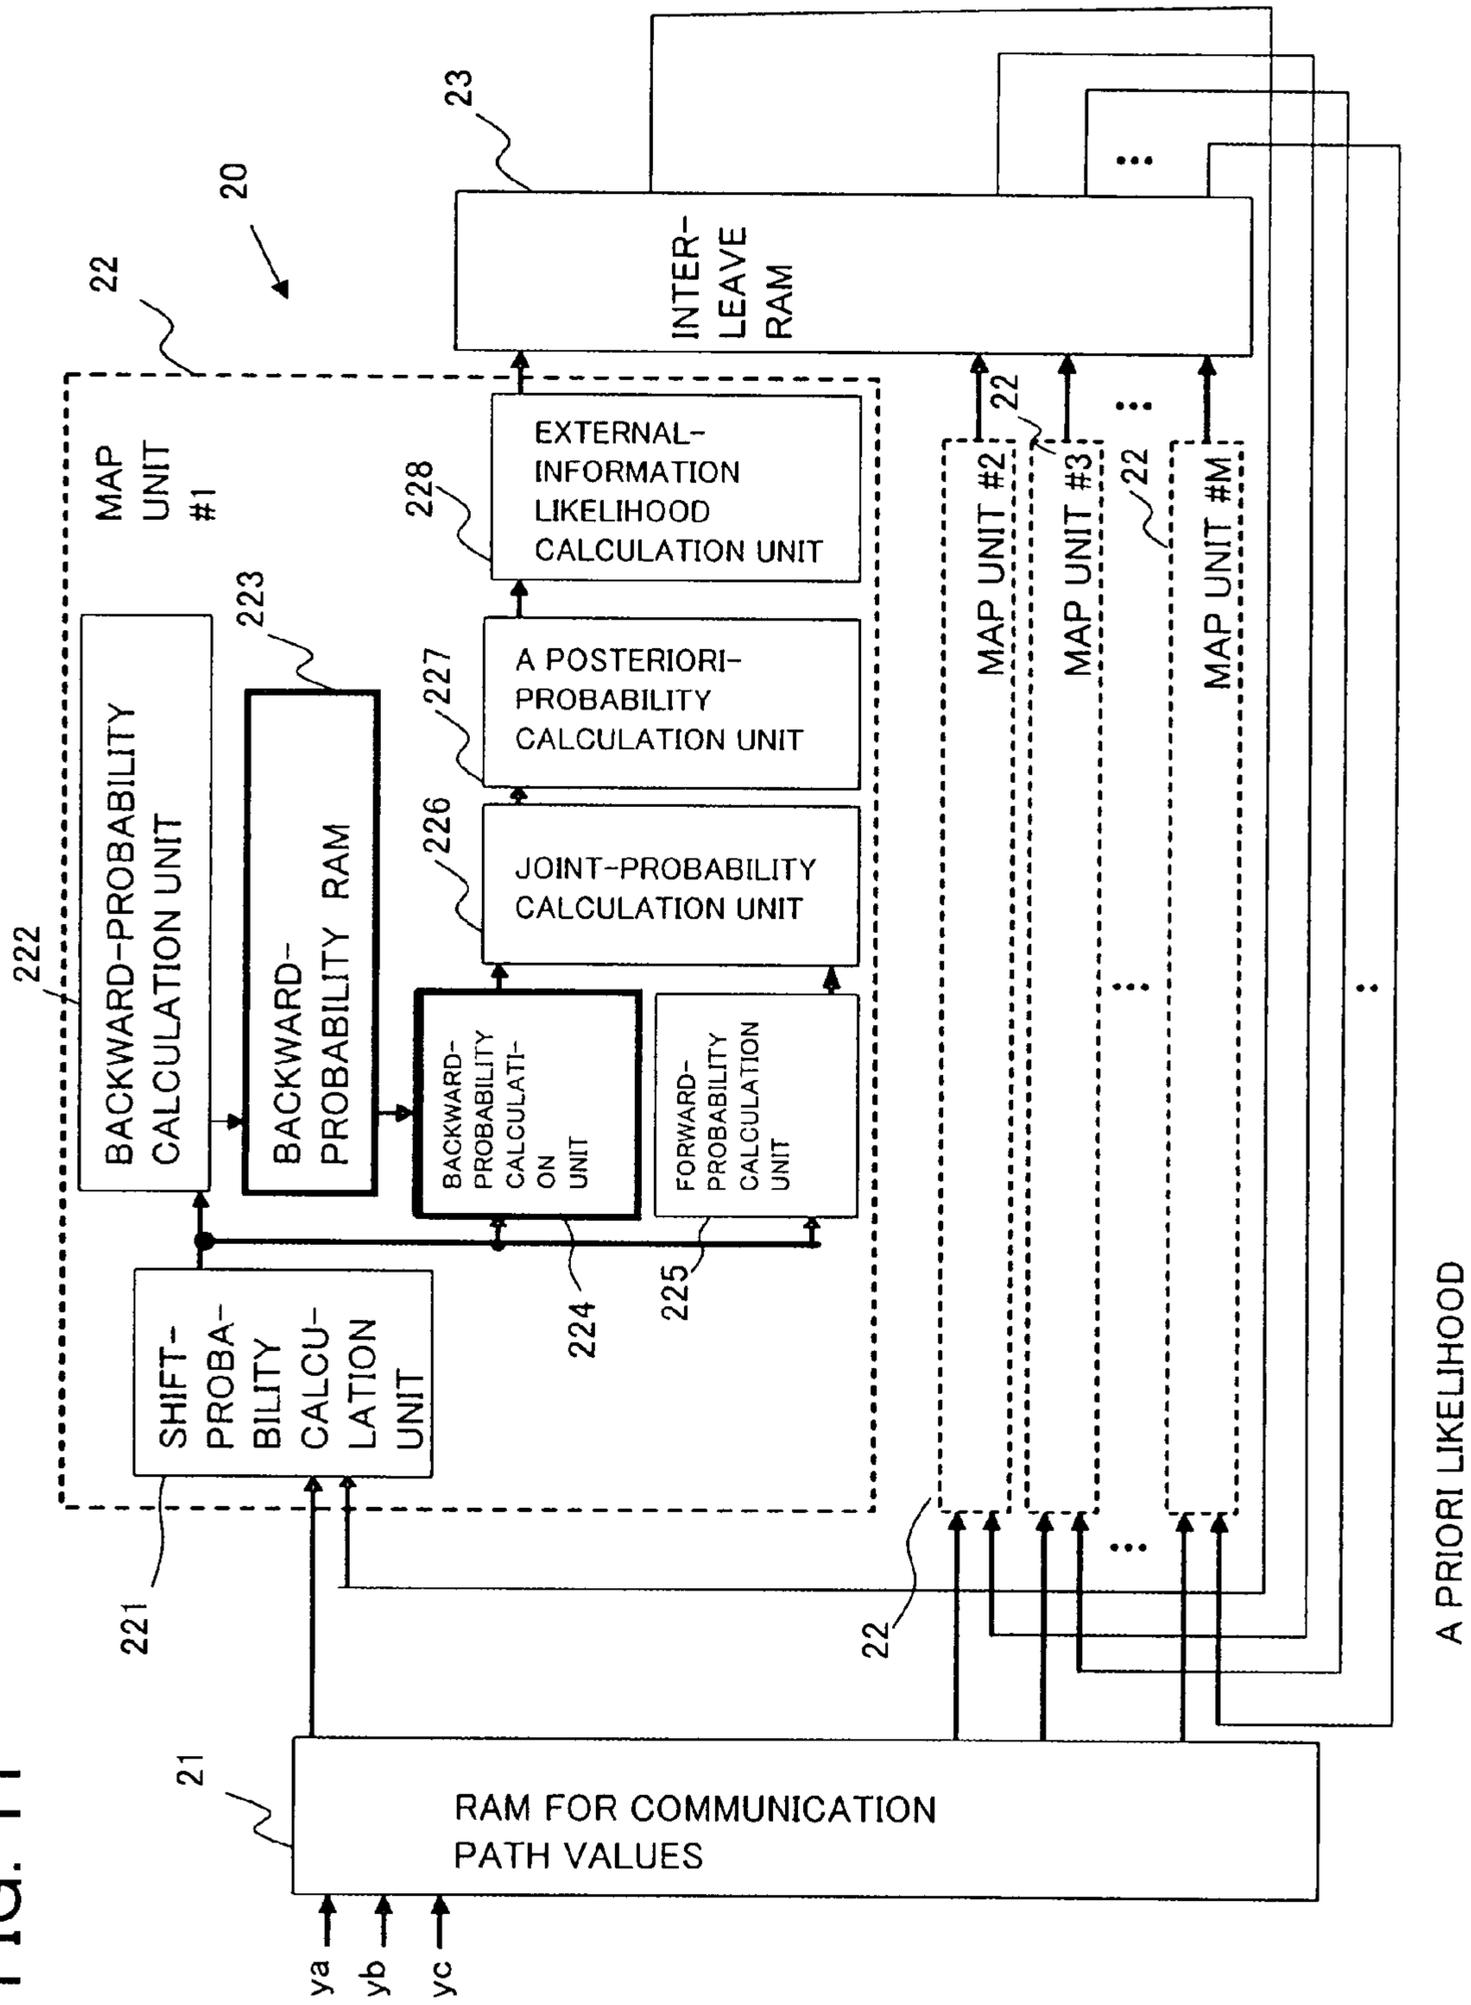 FIG. 11
20
22
MAP
UNIT
#1
222
BACKWARD-PROBABILITY
CALCULATION UNIT
223
BACKWARD-
PROBABILITY RAM
221
SHIFT-
PROBA-
BILITY
CALCU-
LATION
UNIT
224
BACKWARD-
PROBABILITY
CALCULATI-
ON
UNIT
225
FORWARD-
PROBABILITY
CALCULATION
UNIT
226
JOINT-PROBABILITY
CALCULATION UNIT
227
A POSTERIORI-
PROBABILITY
CALCULATION UNIT
228
EXTERNAL-
INFORMATION
LIKELIHOOD
CALCULATION UNIT
23
INTER-
LEAVE
RAM
21
RAM FOR COMMUNICATION
PATH VALUES
ya
yb
yc
22
MAP UNIT #2
22
MAP UNIT #3
...
...
...
...
22
MAP UNIT #M
..
A PRIORI LIKELIHOOD